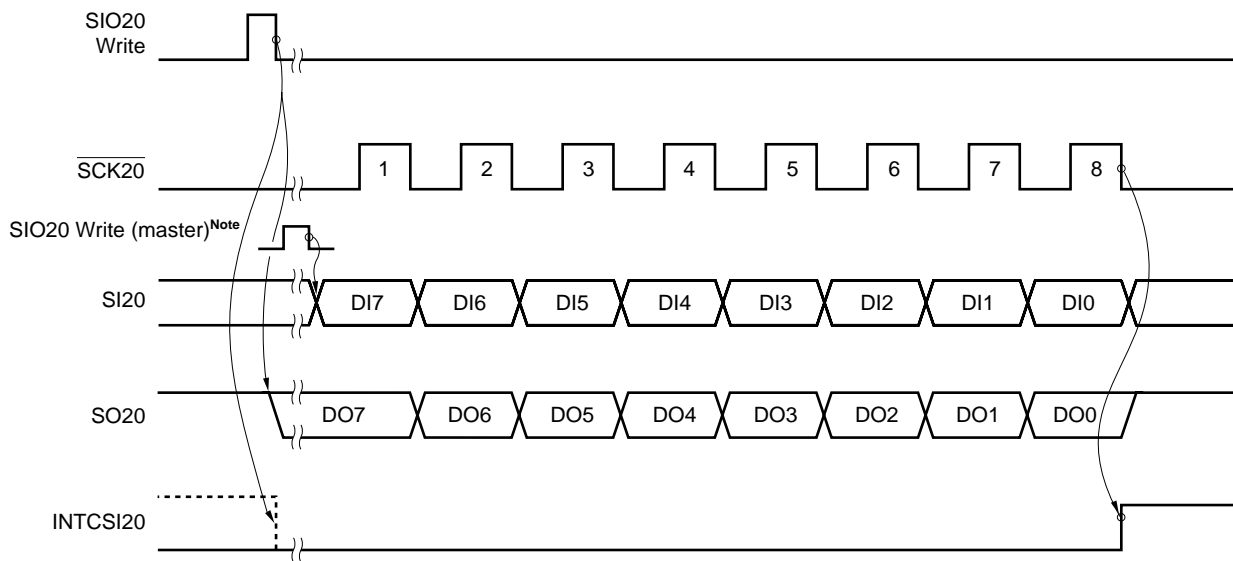 SIO20
Write
SCK20
1 2 3 4 5 6 7 8
SIO20 Write (master)Note
SI20
DI7 DI6 DI5 DI4 DI3 DI2 DI1 DI0
SO20
DO7 DO6 DO5 DO4 DO3 DO2 DO1 DO0
INTCSI20